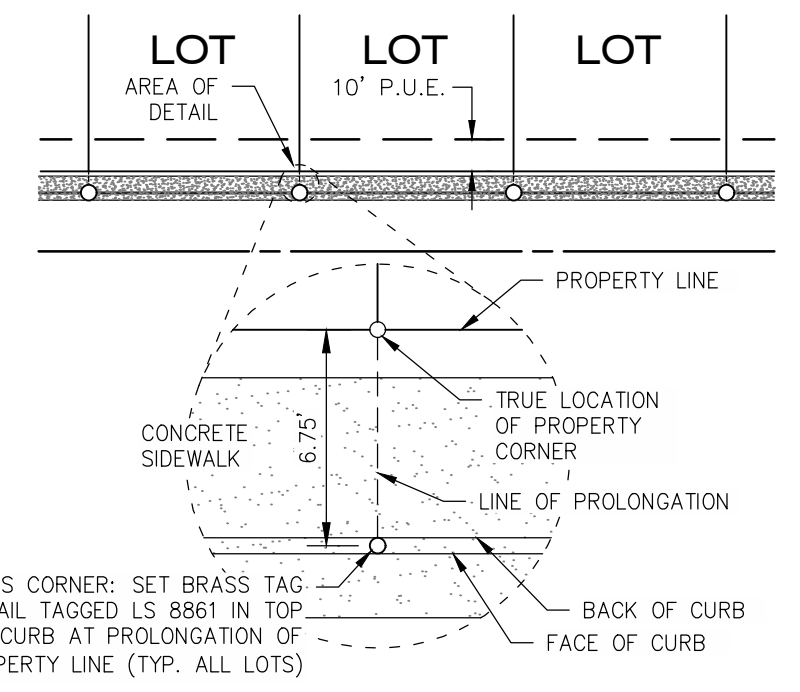 LOT LOT LOT
AREA OF
DETAIL
10' P.U.E.
PROPERTY LINE
TRUE LOCATION
OF PROPERTY
CORNER
6.75'
CONCRETE
SIDEWALK
LINE OF PROLONGATION
S CORNER: SET BRASS TAG
TAGGED LS 8861 IN TOP
CURB AT PROLONGATION OF
LINE (TYP. ALL LOTS)
BACK OF CURB
FACE OF CURB